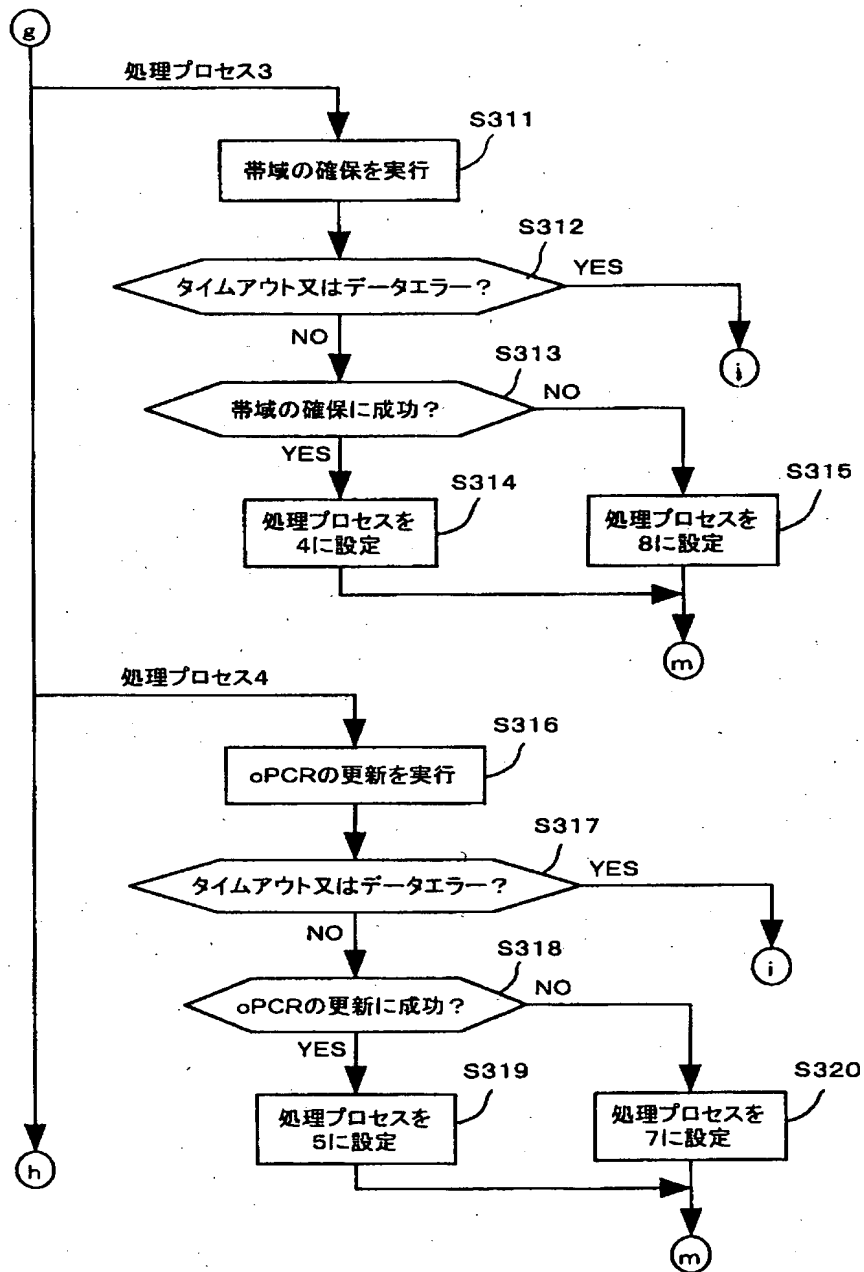 g
処理プロセス3
S311
帯域の確保を実行
S312
タイムアウト又はデータエラー？
YES
NO
i
S313
帯域の確保に成功？
NO
YES
S314
処理プロセスを
4に設定
S315
処理プロセスを
8に設定
m
処理プロセス4
S316
oPCRの更新を実行
S317
タイムアウト又はデータエラー？
YES
NO
i
S318
oPCRの更新に成功？
NO
YES
S319
処理プロセスを
5に設定
S320
処理プロセスを
7に設定
h
m